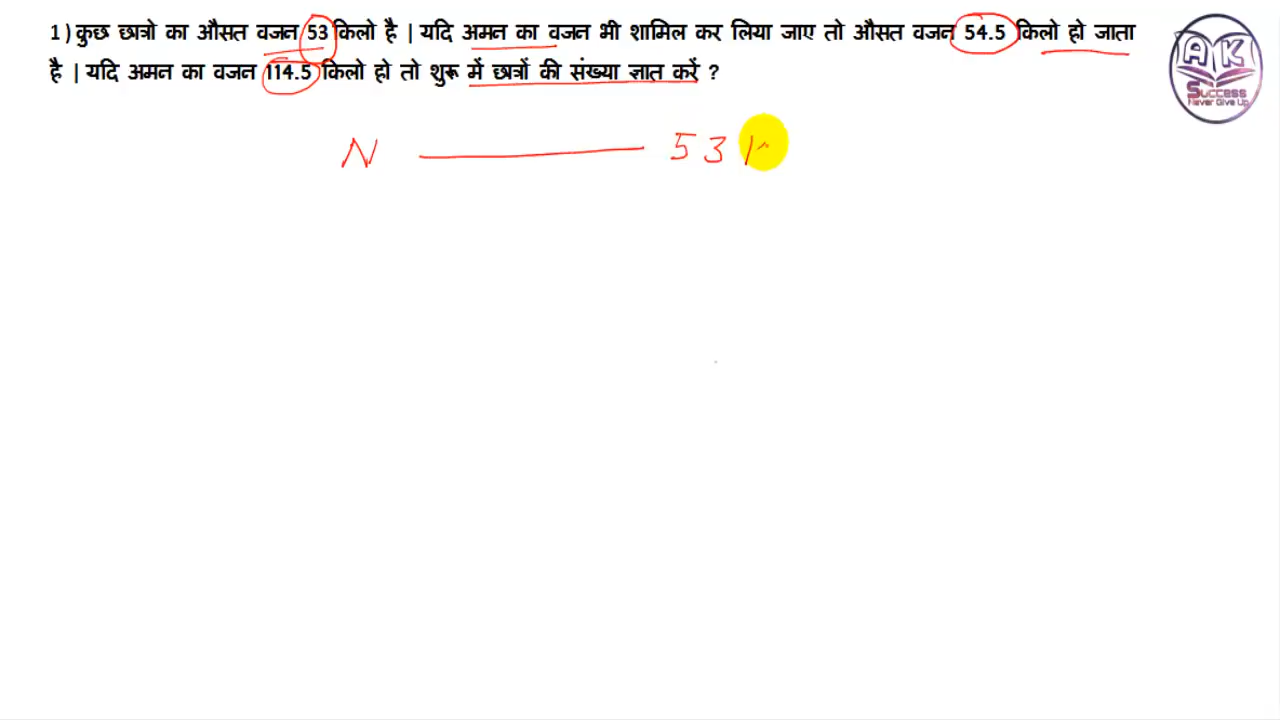 1) कुछ छात्रो का औसत वजन 53 किलो है | यदि अमन का वजन भी शामिल कर लिया जाए तो औसत वजन 54.5 किलो हो जाता
है | यदि अमन का वजन 114.5 किलो हो तो शुरू में छात्रों की संख्या ज्ञात करें ?
AK
Success
Never Give Up
N 53